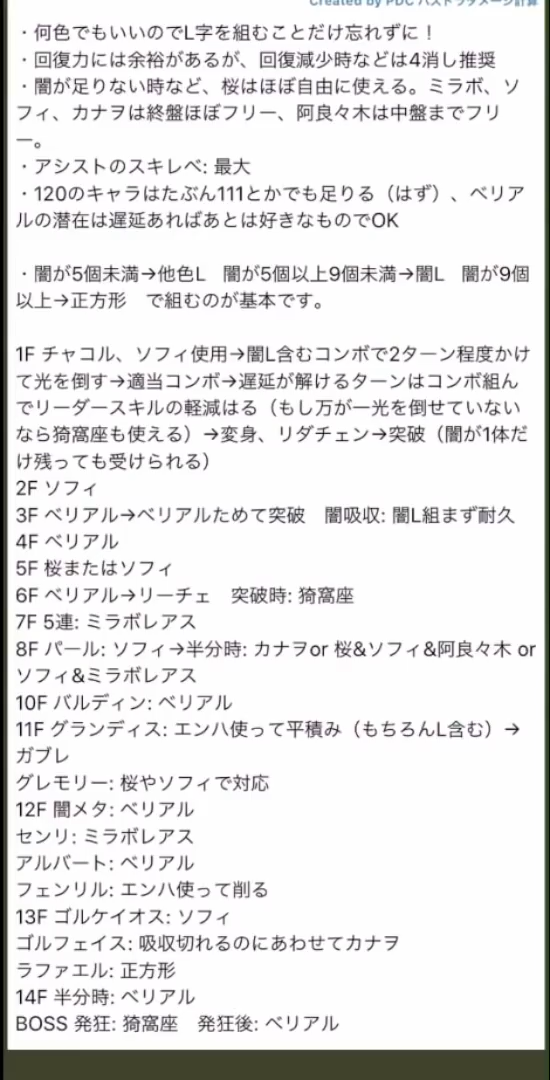 Created by PDC パズドラダメージ計算
・何色でもいいのでL字を組むことだけ忘れずに！
・回復力には余裕があるが、回復減少時などは4消し推奨
・闇が足りない時など、桜はほぼ自由に使える。ミラボ、ソ
フィ、カナヲは終盤ほぼフリー、阿良々木は中盤までフリ
ー。
・アシストのスキレベ: 最大
・120のキャラはたぶん111とかでも足りる（はず）、ベリア
ルの潜在は遅延あればあとは好きなものでOK
・闇が5個未満→他色L　闇が5個以上9個未満→闇L　闇が9個
以上→正方形　で組むのが基本です。
1F チャコル、ソフィ使用→闇L含むコンボで2ターン程度かけ
て光を倒す→適当コンボ→遅延が解けるターンはコンボ組ん
でリーダースキルの軽減はる（もし万が一光を倒せていない
なら猗窩座も使える）→変身、リダチェン→突破（闇が1体だ
け残っても受けられる）
2F ソフィ
3F ベリアル→ベリアルためて突破　闇吸収: 闇L組まず耐久
4F ベリアル
5F 桜またはソフィ
6F ベリアル→リーチェ　突破時: 猗窩座
7F 5連: ミラボレアス
8F パール: ソフィ→半分時: カナヲor 桜&ソフィ&阿良々木 or
ソフィ&ミラボレアス
10F バルディン: ベリアル
11F グランディス: エンハ使って平積み（もちろんL含む）→
ガブレ
グレモリー: 桜やソフィで対応
12F 闇メタ: ベリアル
センリ: ミラボレアス
アルバート: ベリアル
フェンリル: エンハ使って削る
13F ゴルケイオス: ソフィ
ゴルフェイス: 吸収切れるのにあわせてカナヲ
ラファエル: 正方形
14F 半分時: ベリアル
BOSS 発狂: 猗窩座　発狂後: ベリアル